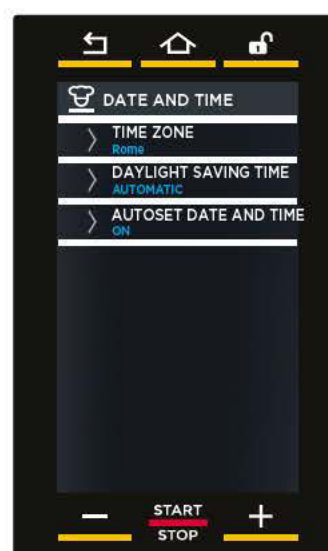 DATE AND TIME
TIME ZONE
Rome
DAYLIGHT SAVING TIME
AUTOMATIC
AUTOSET DATE AND TIME
ON
START
STOP